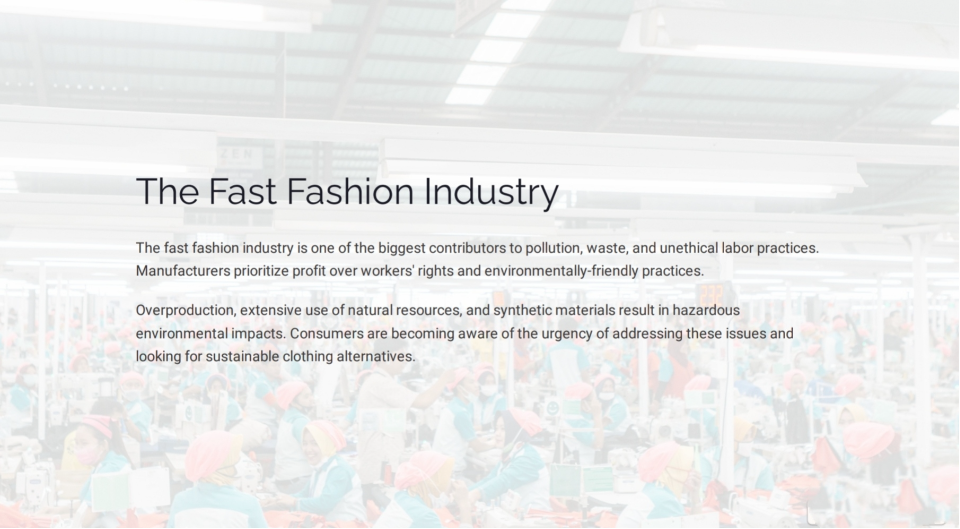 The Fast Fashion Industry
The fast fashion industry is one of the biggest contributors to pollution, waste, and unethical labor practices.
Manufacturers prioritize profit over workers' rights and environmentally-friendly practices.
Overproduction, extensive use of natural resources, and synthetic materials result in hazardous
environmental impacts. Consumers are becoming aware of the urgency of addressing these issues and
looking for sustainable clothing alternatives.